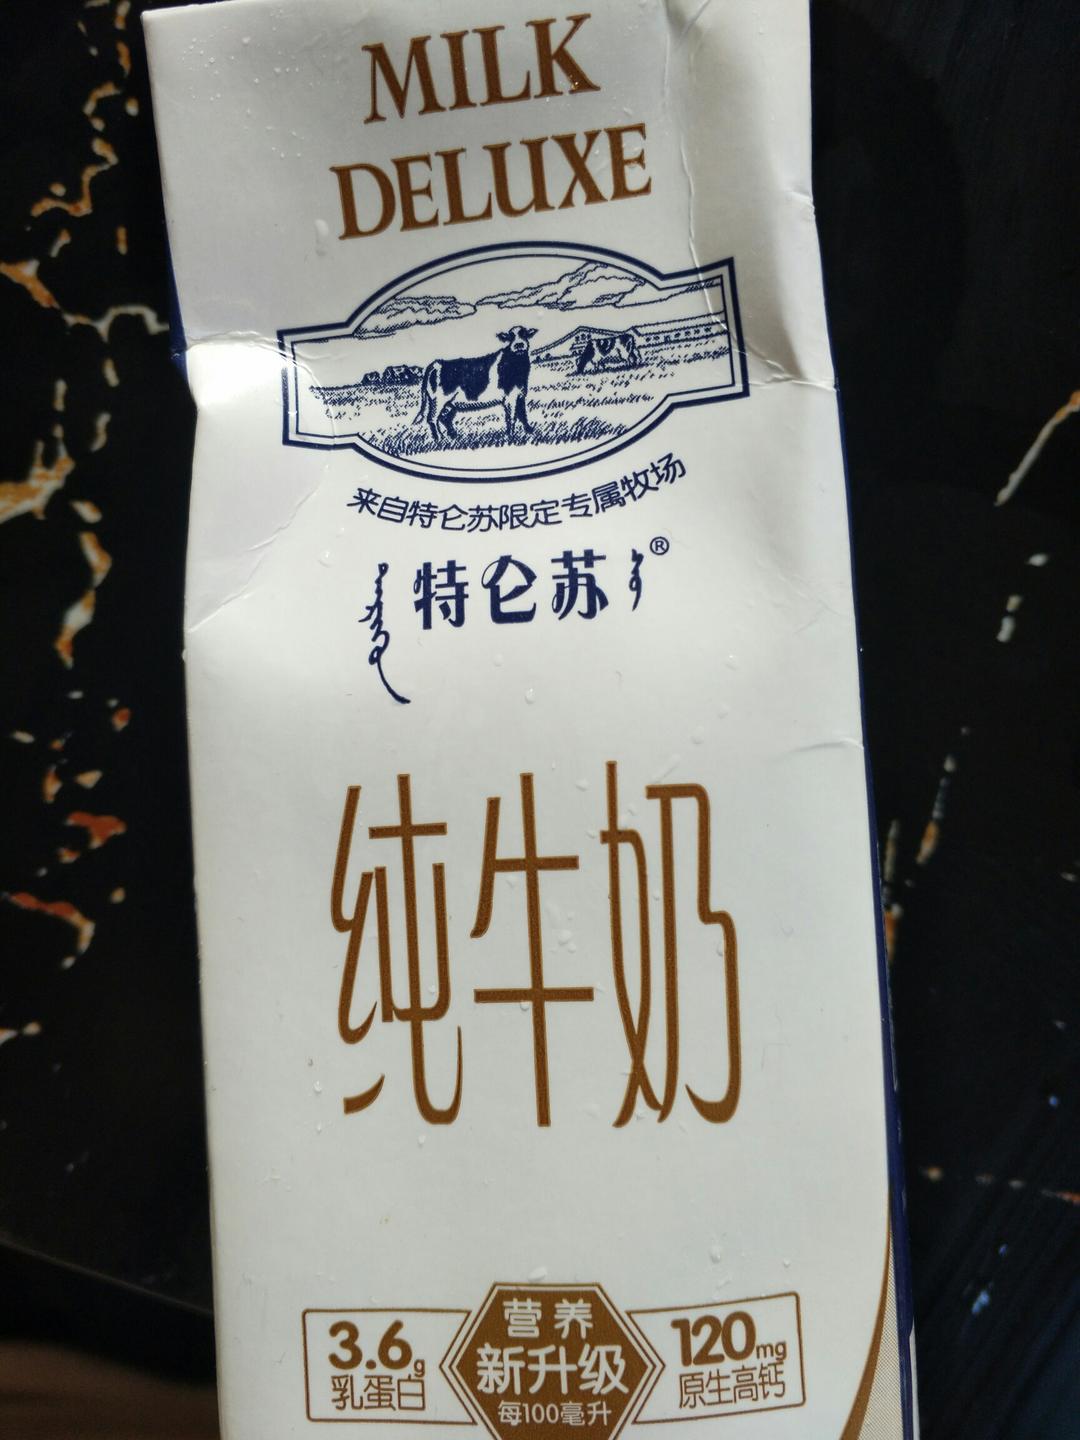 MILK
DELUXE
来自特仑苏限定专属牧场
特仑苏®
纯牛奶
营养
3.6g 新升级 120mg
乳蛋白 每100毫升 原生高钙